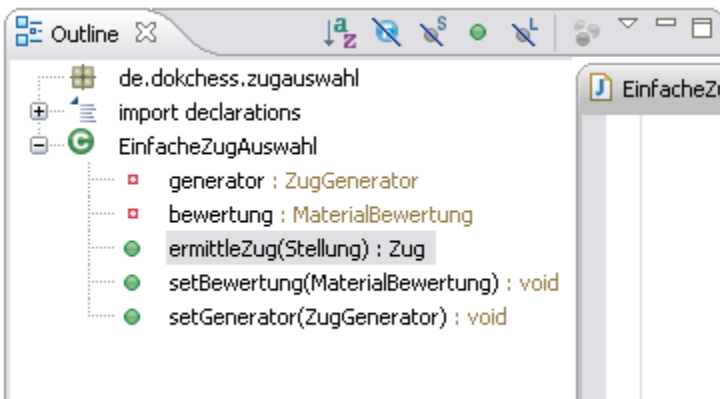 Outline
de.dokchess.zugauswahl
EinfacheZu
import declarations
EinfacheZugAuswahl
generator : ZugGenerator
bewertung : MaterialBewertung
ermittleZug(Stellung) : Zug
setBewertung(MaterialBewertung) : void
setGenerator(ZugGenerator) : void